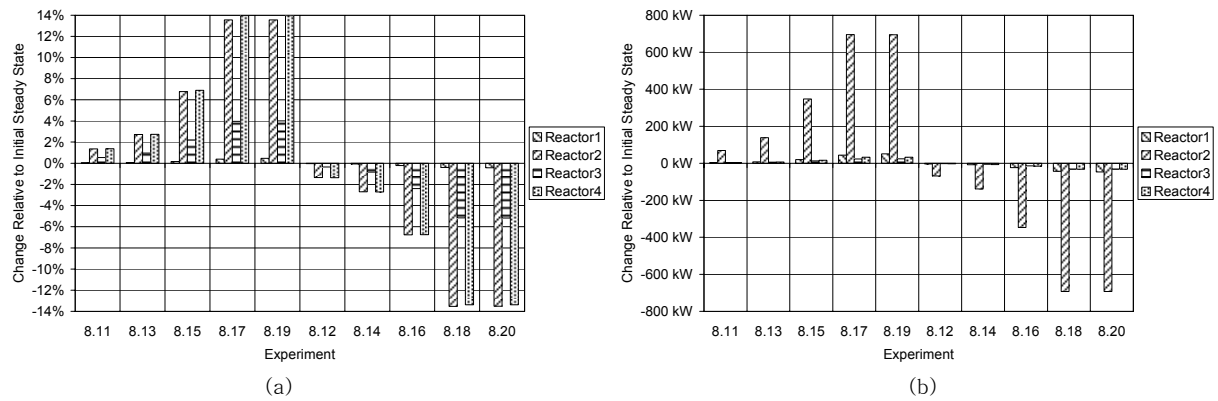 Change Relative to Initial Steady State
14%
12%
10%
8%
6%
4%
2%
0%
-2%
-4%
-6%
-8%
-10%
-12%
-14%
8.11 8.13 8.15 8.17 8.19 8.12 8.14 8.16 8.18 8.20
Experiment
Reactor1
Reactor2
Reactor3
Reactor4
(a)
Change Relative to Initial Steady State
800 kW
600 kW
400 kW
200 kW
0 kW
-200 kW
-400 kW
-600 kW
-800 kW
8.11 8.13 8.15 8.17 8.19 8.12 8.14 8.16 8.18 8.20
Experiment
Reactor1
Reactor2
Reactor3
Reactor4
(b)